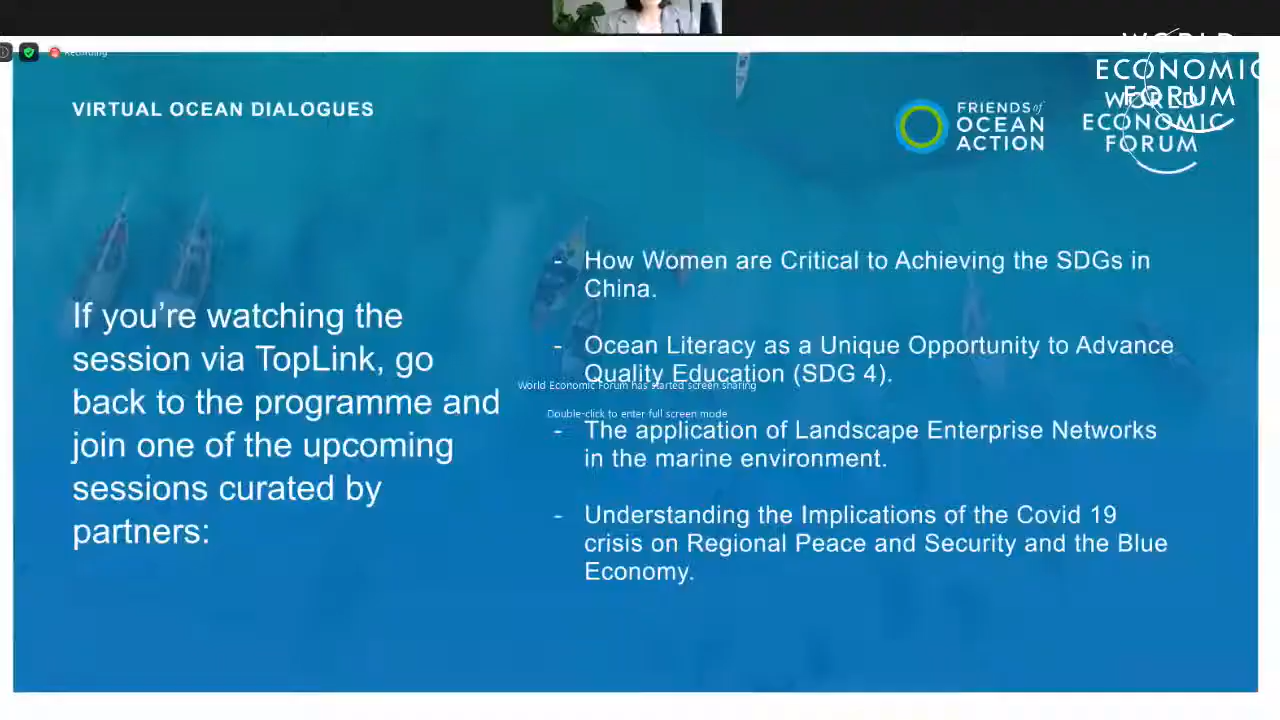 Recording
WORLD
ECONOMIC
FORUM
VIRTUAL OCEAN DIALOGUES
FRIENDS of
OCEAN
ACTION
WORLD
ECONOMIC
FORUM
If you’re watching the
session via TopLink, go
back to the programme and
join one of the upcoming
sessions curated by
partners:
- How Women are Critical to Achieving the SDGs in
China.
- Ocean Literacy as a Unique Opportunity to Advance
Quality Education (SDG 4).
World Economic Forum has started screen sharing
Double-click to enter full screen mode
- The application of Landscape Enterprise Networks
in the marine environment.
- Understanding the Implications of the Covid 19
crisis on Regional Peace and Security and the Blue
Economy.